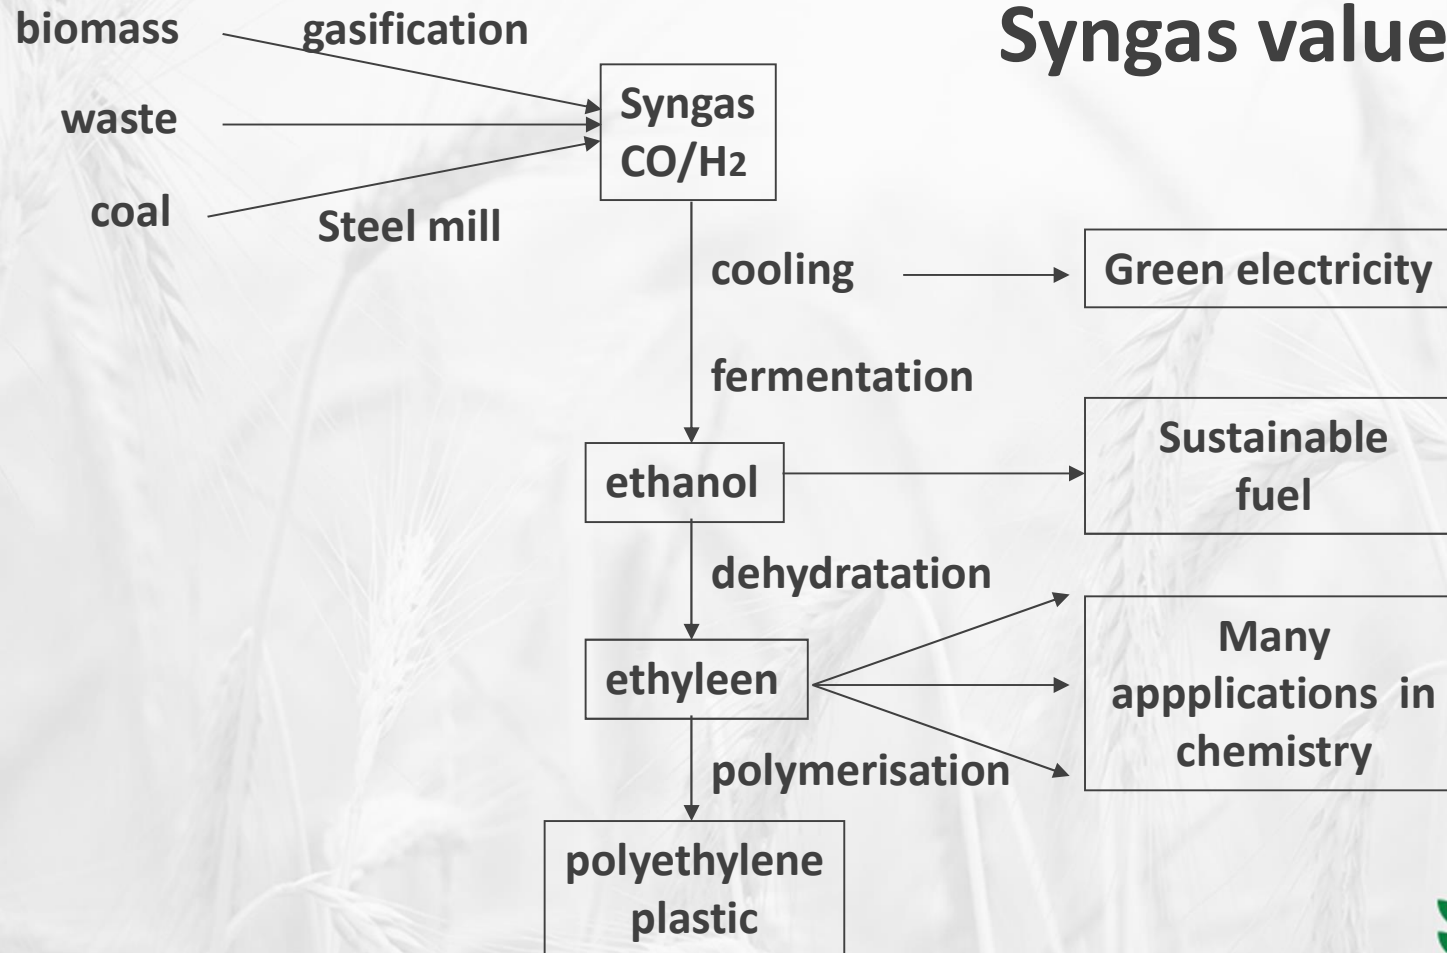 Syngas value
biomass
gasification
waste
coal
Steel mill
Syngas
CO/H2
cooling
Green electricity
fermentation
ethanol
Sustainable
fuel
dehydratation
ethyleen
Many
appplications in
chemistry
polymerisation
polyethylene
plastic